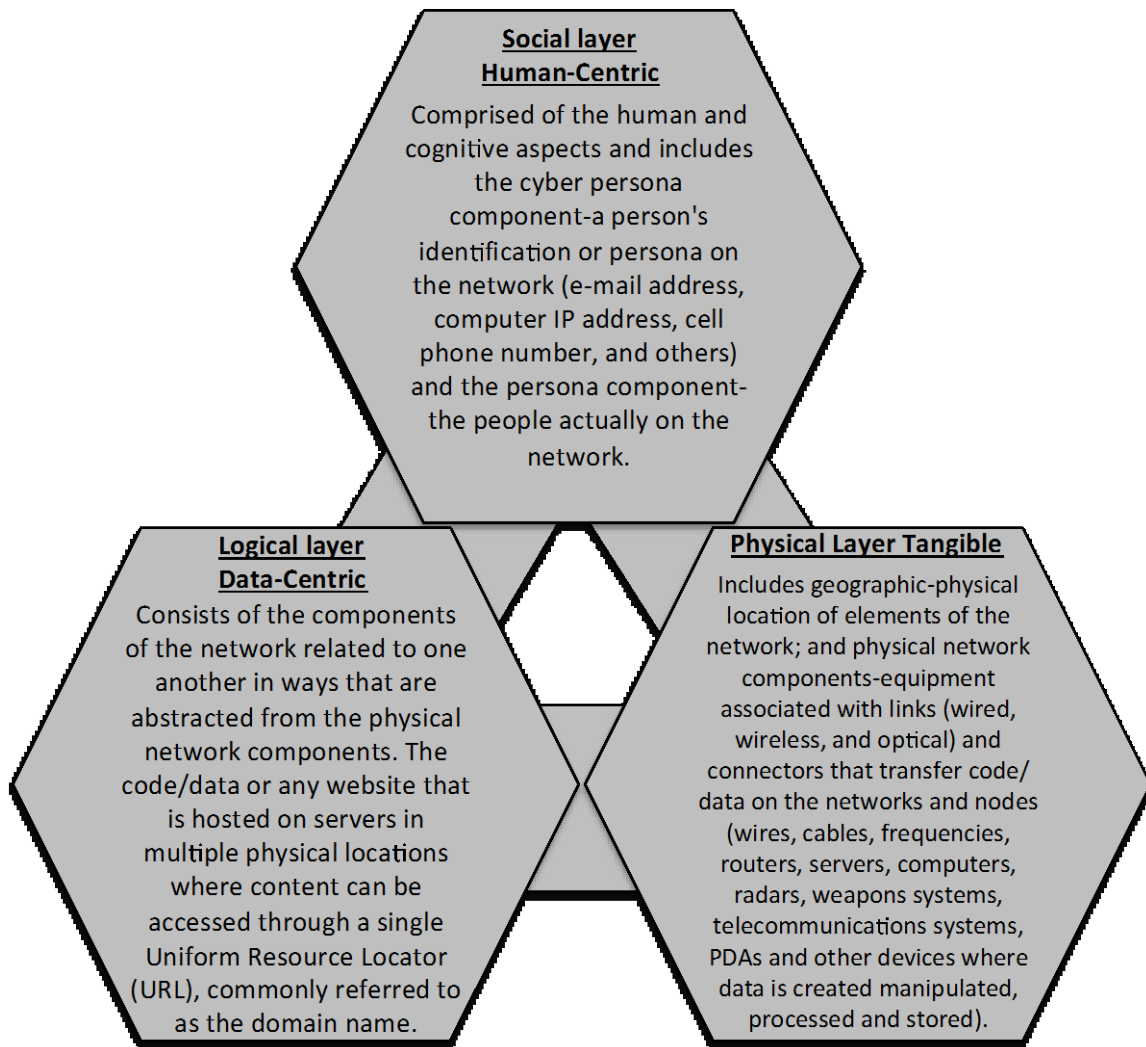 Social layer
Human-Centric
Comprised of the human and
cognitive aspects and includes
the cyber persona
component-a person's
identification or persona on
the network (e-mail address,
computer IP address, cell
phone number, and others)
and the persona component-
the people actually on the
network.
Logical layer
Data-Centric
Consists of the components
of the network related to one
another in ways that are
abstracted from the physical
network components. The
code/data or any website that
is hosted on servers in
multiple physical locations
where content can be
accessed through a single
Uniform Resource Locator
(URL), commonly referred to
as the domain name.
Physical Layer Tangible
Includes geographic-physical
location of elements of the
network; and physical network
components-equipment
associated with links (wired,
wireless, and optical) and
connectors that transfer code/
data on the networks and nodes
(wires, cables, frequencies,
routers, servers, computers,
radars, weapons systems,
telecommunications systems,
PDAs and other devices where
data is created manipulated,
processed and stored).